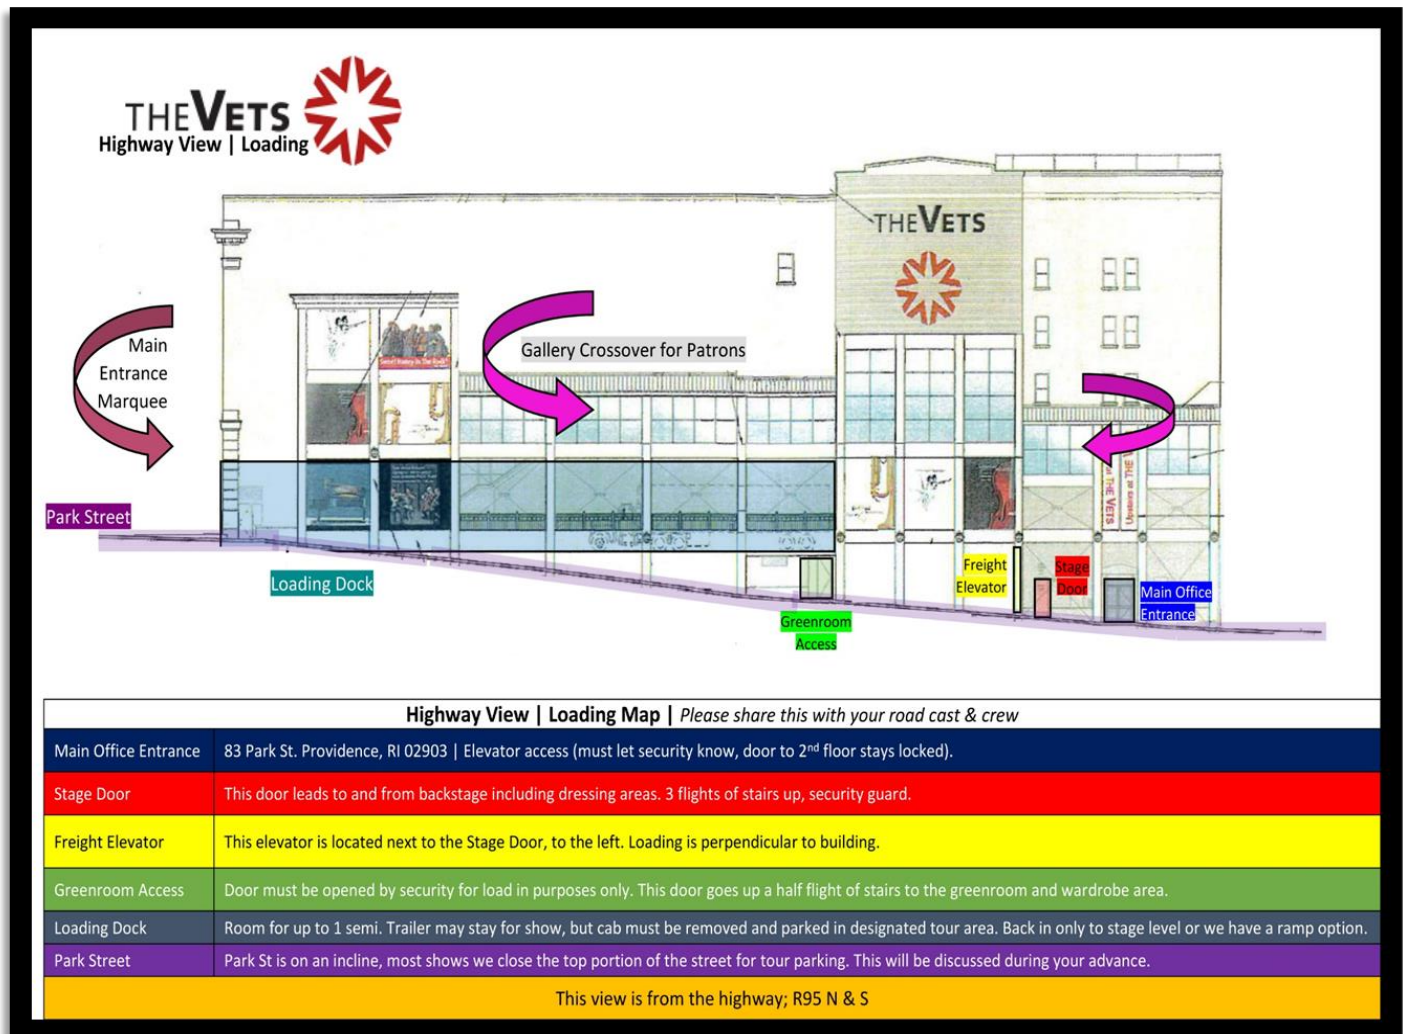 THEVETS
Highway View | Loading
THEVETS
Main
Entrance
Marquee
Gallery Crossover for Patrons
Park Street
Loading Dock
Freight
Elevator
Stage
Door
Main Office
Entrance
Greenroom
Access
Upstairs at THE V
at THE VETS
Highway View | Loading Map | Please share this with your road cast & crew
Main Office Entrance 83 Park St. Providence, RI 02903 | Elevator access (must let security know, door to 2nd floor stays locked).
Stage Door This door leads to and from backstage including dressing areas. 3 flights of stairs up, security guard.
Freight Elevator This elevator is located next to the Stage Door, to the left. Loading is perpendicular to building.
Greenroom Access Door must be opened by security for load in purposes only. This door goes up a half flight of stairs to the greenroom and wardrobe area.
Loading Dock Room for up to 1 semi. Trailer may stay for show, but cab must be removed and parked in designated tour area. Back in only to stage level or we have a ramp option.
Park Street Park St is on an incline, most shows we close the top portion of the street for tour parking. This will be discussed during your advance.
This view is from the highway; R95 N & S